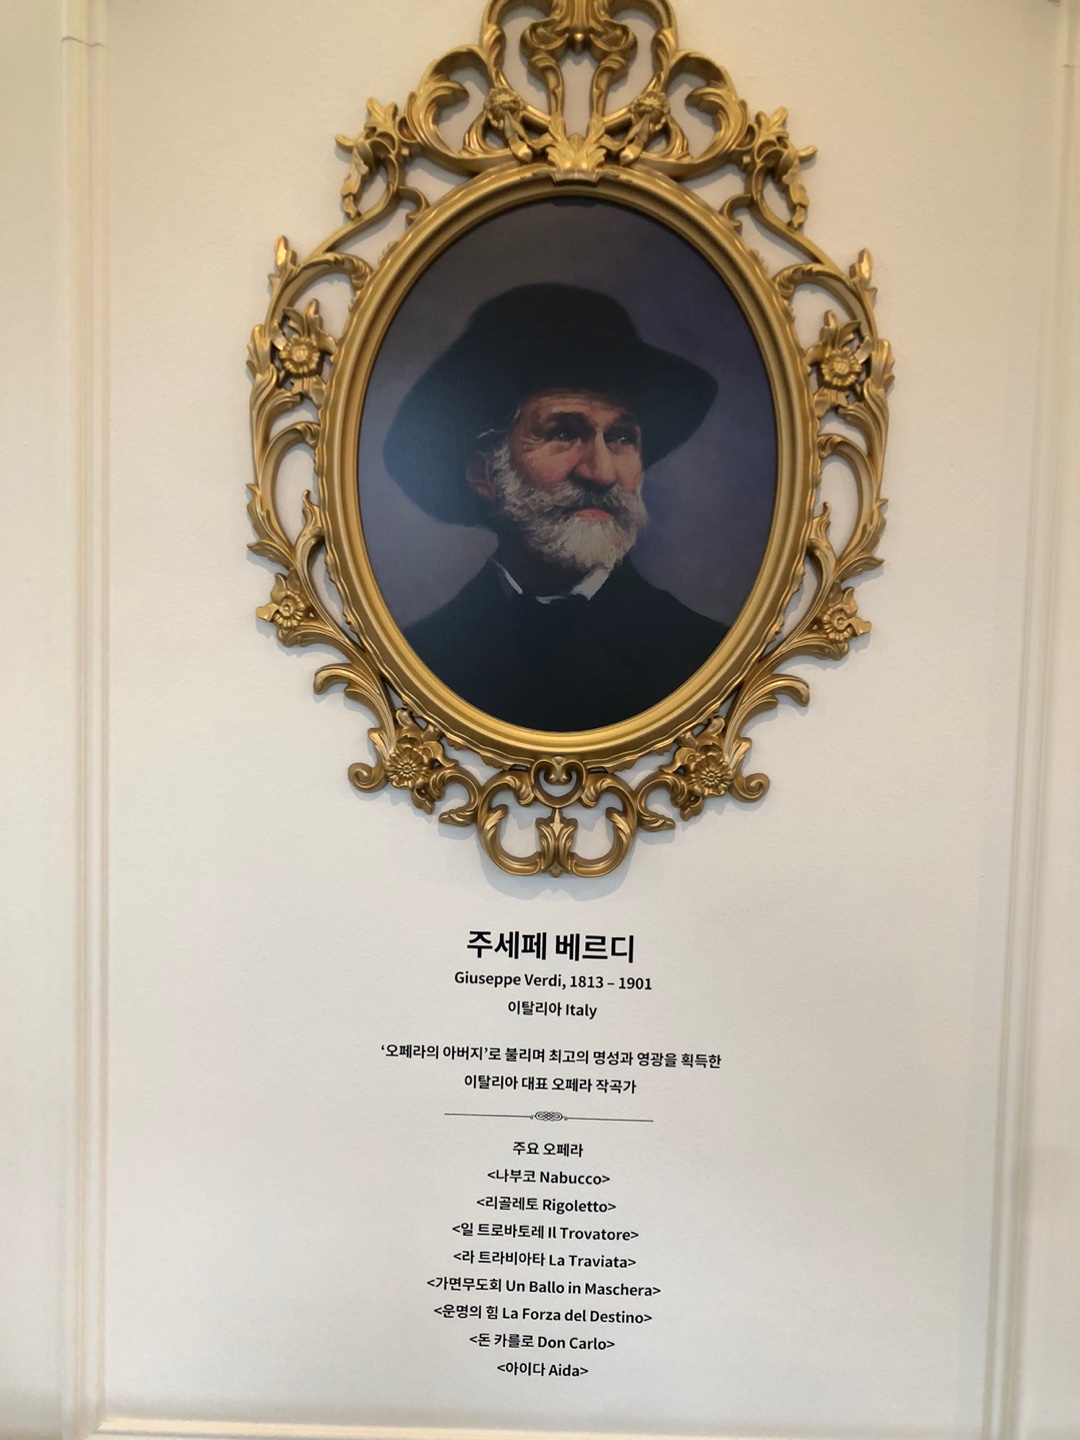 주세페 베르디
Giuseppe Verdi, 1813 – 1901
이탈리아 Italy
‘오페라의 아버지’로 불리며 최고의 명성과 영광을 획득한
이탈리아 대표 오페라 작곡가
주요 오페라
<나부코 Nabucco>
<리골레토 Rigoletto>
<일 트로바토레 Il Trovatore>
<라 트라비아타 La Traviata>
<가면무도회 Un Ballo in Maschera>
<운명의 힘 La Forza del Destino>
<돈 카를로 Don Carlo>
<아이다 Aida>